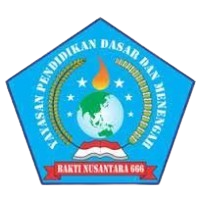 YAYASAN PENDIDIKAN DASAR DAN MENENGAH
BAKTI NUSANTARA 666